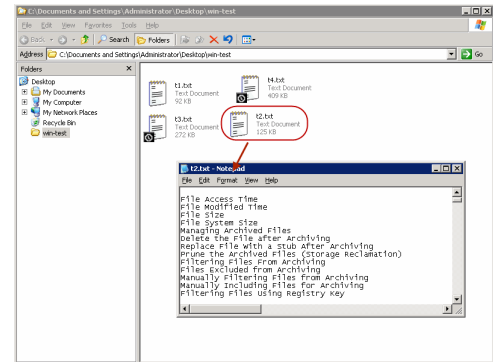 C:\Documents and Settings\Administrator\Desktop\win-test
File Edit View Favorites Tools Help
Back Search Folders
Address C:\Documents and Settings\Administrator\Desktop\win-test Go
Folders
Desktop
My Documents
My Computer
My Network Places
Recycle Bin
win-test
t1.txt
Text Document
92 KB
t4.txt
Text Document
409 KB
t3.txt
Text Document
272 KB
t2.txt
Text Document
125 KB
t2.txt - Notepad
File Edit Format View Help
File Access Time
File Modified Time
File Size
File System Size
Managing Archived Files
Delete the File after Archiving
Replace File With a Stub After Archiving
Prune the Archived Files (Storage Reclamation)
Filtering Files From Archiving
Files Excluded from Archiving
Manually Filtering Files from Archiving
Manually Including Files for Archiving
Filtering Files Using Registry Key